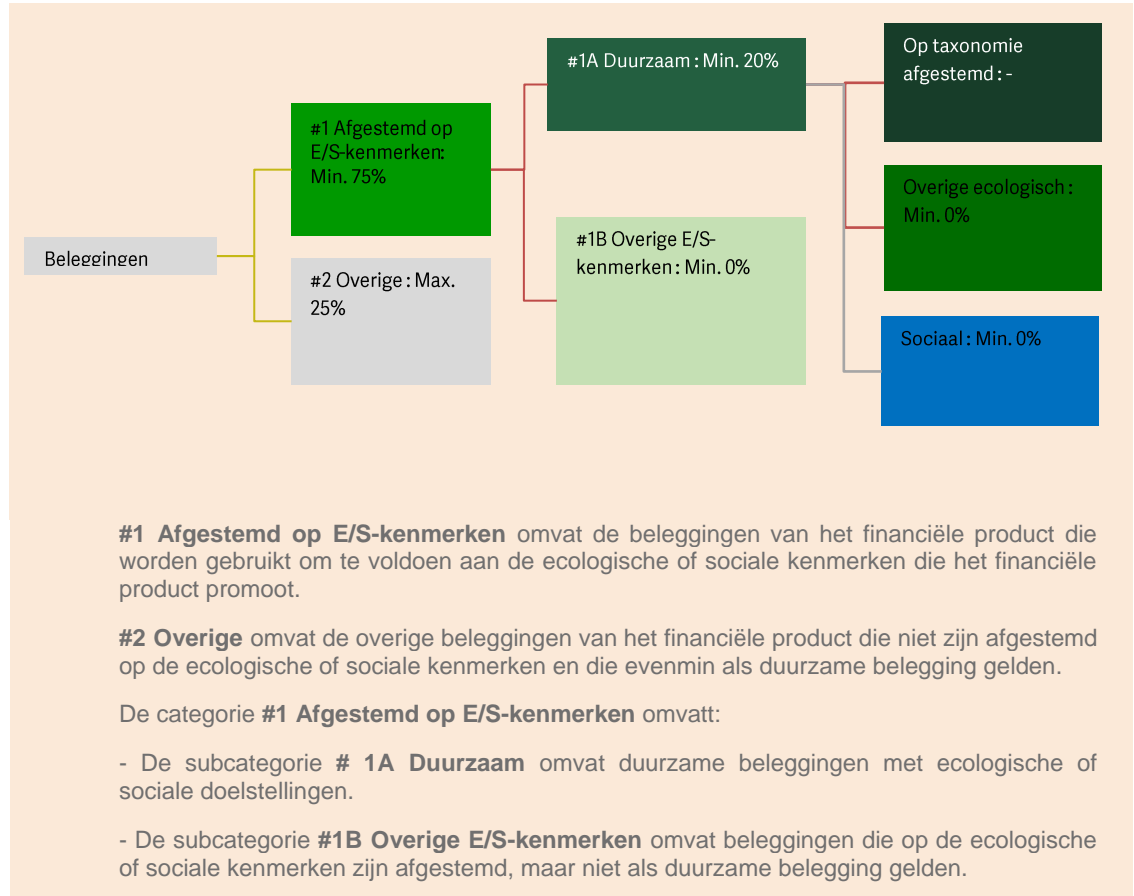 Beleggingen
#1 Afgestemd op
E/S-kenmerken:
Min. 75%
#2 Overige : Max.
25%
#1A Duurzaam : Min. 20%
#1B Overige E/S-
kenmerken : Min. 0%
Op taxonomie
afgestemd : -
Overige ecologisch :
Min. 0%
Sociaal : Min. 0%
#1 Afgestemd op E/S-kenmerken omvat de beleggingen van het financiële product die
worden gebruikt om te voldoen aan de ecologische of sociale kenmerken die het financiële
product promoot.
#2 Overige omvat de overige beleggingen van het financiële product die niet zijn afgestemd
op de ecologische of sociale kenmerken en die evenmin als duurzame belegging gelden.
De categorie #1 Afgestemd op E/S-kenmerken omvatt:
- De subcategorie # 1A Duurzaam omvat duurzame beleggingen met ecologische of
sociale doelstellingen.
- De subcategorie #1B Overige E/S-kenmerken omvat beleggingen die op de ecologische
of sociale kenmerken zijn afgestemd, maar niet als duurzame belegging gelden.